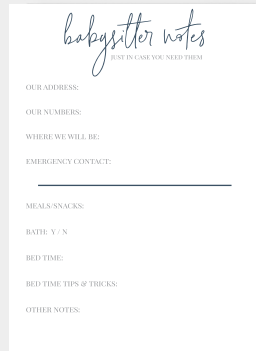 babysitter notes
JUST IN CASE YOU NEED THEM
OUR ADDRESS:
OUR NUMBERS:
WHERE WE WILL BE:
EMERGENCY CONTACT:
MEALS/SNACKS:
BATH: Y / N
BED TIME:
BED TIME TIPS & TRICKS:
OTHER NOTES: